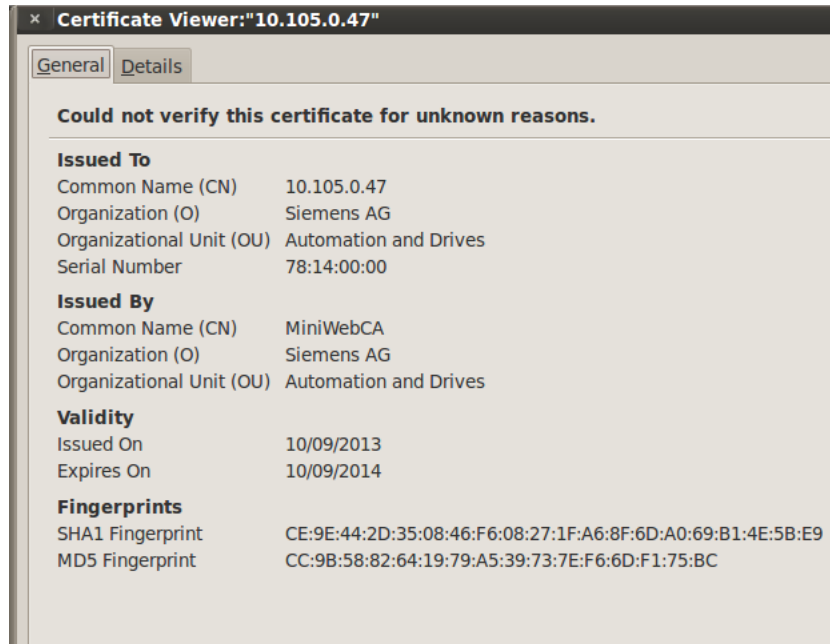 × Certificate Viewer:"10.105.0.47"
General Details
Could not verify this certificate for unknown reasons.
Issued To
Common Name (CN) 10.105.0.47
Organization (O) Siemens AG
Organizational Unit (OU) Automation and Drives
Serial Number 78:14:00:00
Issued By
Common Name (CN) MiniWebCA
Organization (O) Siemens AG
Organizational Unit (OU) Automation and Drives
Validity
Issued On 10/09/2013
Expires On 10/09/2014
Fingerprints
SHA1 Fingerprint CE:9E:44:2D:35:08:46:F6:08:27:1F:A6:8F:6D:A0:69:B1:4E:5B:E9
MD5 Fingerprint CC:9B:58:82:64:19:79:A5:39:73:7E:F6:6D:F1:75:BC